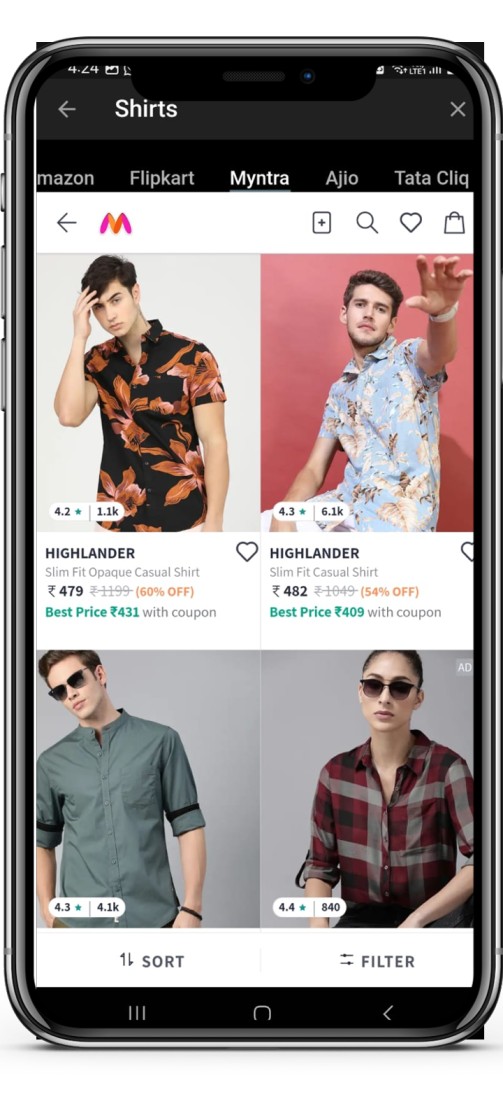 4:24
LTE1
Shirts
mazon Flipkart Myntra Ajio Tata Cliq
4.2 ★ | 1.1k
4.3 ★ | 6.1k
HIGHLANDER
Slim Fit Opaque Casual Shirt
₹ 479 ₹ 1199 (60% OFF)
Best Price ₹431 with coupon
HIGHLANDER
Slim Fit Casual Shirt
₹ 482 ₹ 1049 (54% OFF)
Best Price ₹409 with coupon
AD
4.3 ★ | 4.1k
4.4 ★ | 840
SORT
FILTER